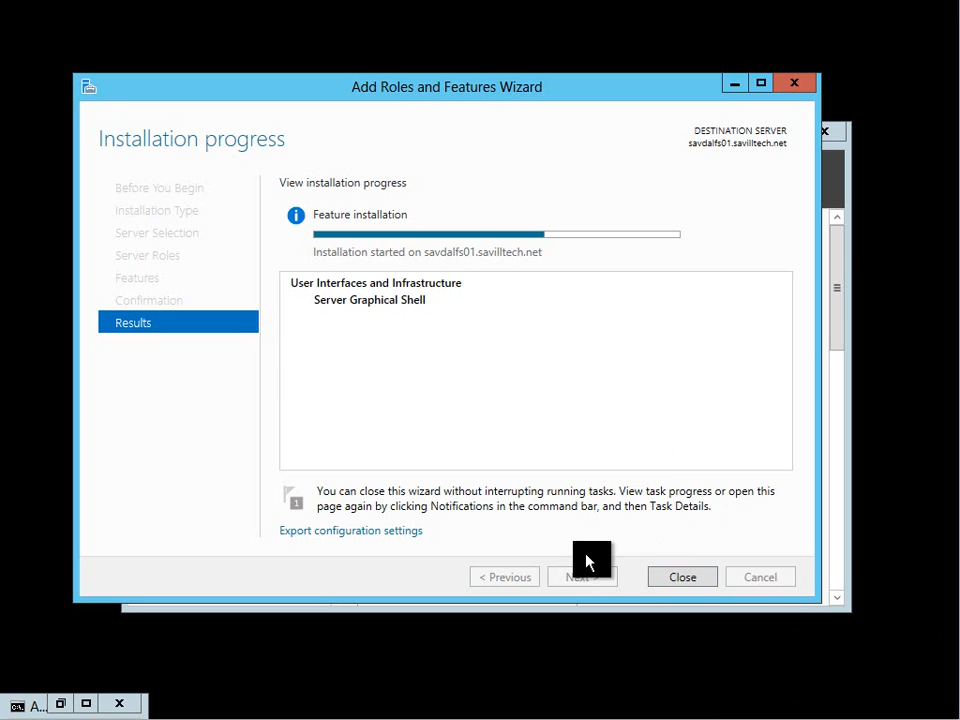 Add Roles and Features Wizard
Installation progress
DESTINATION SERVER
savdalfs01.savilltech.net
Before You Begin
Installation Type
Server Selection
Server Roles
Features
Confirmation
Results
View installation progress
Feature installation
Installation started on savdalfs01.savilltech.net
User Interfaces and Infrastructure
Server Graphical Shell
1
You can close this wizard without interrupting running tasks. View task progress or open this
page again by clicking Notifications in the command bar, and then Task Details.
Export configuration settings
< Previous
Close
Cancel
A...